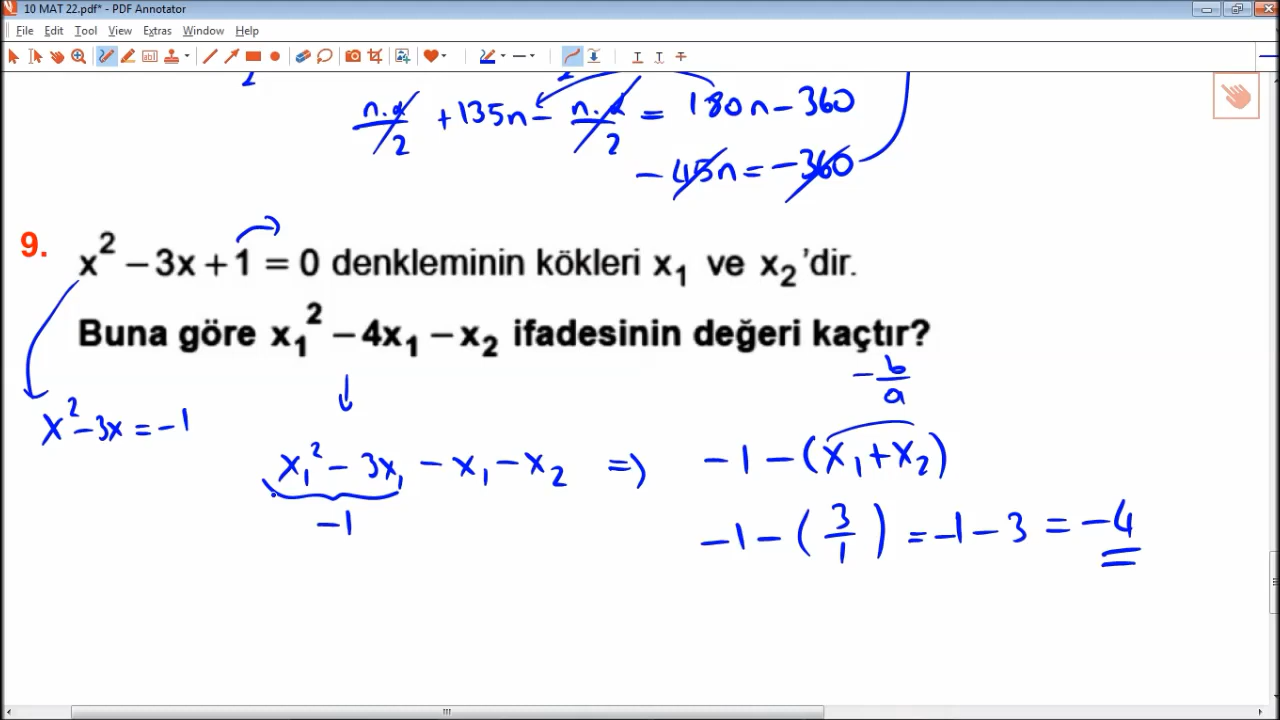 10 MAT 22.pdf* - PDF Annotator
File Edit Tool View Extras Window Help
n.α/2 + 135n - n.α/2 = 180n - 360
- 45n = - 360
9. x² - 3x + 1 = 0 denkleminin kökleri x₁ ve x₂'dir.
Buna göre x₁² - 4x₁ - x₂ ifadesinin değeri kaçtır?
- b/a
x² - 3x = -1
x₁² - 3x₁ - x₁ - x₂ => -1 - (x₁ + x₂)
-1
-1 - (3/1) = -1 - 3 = -4